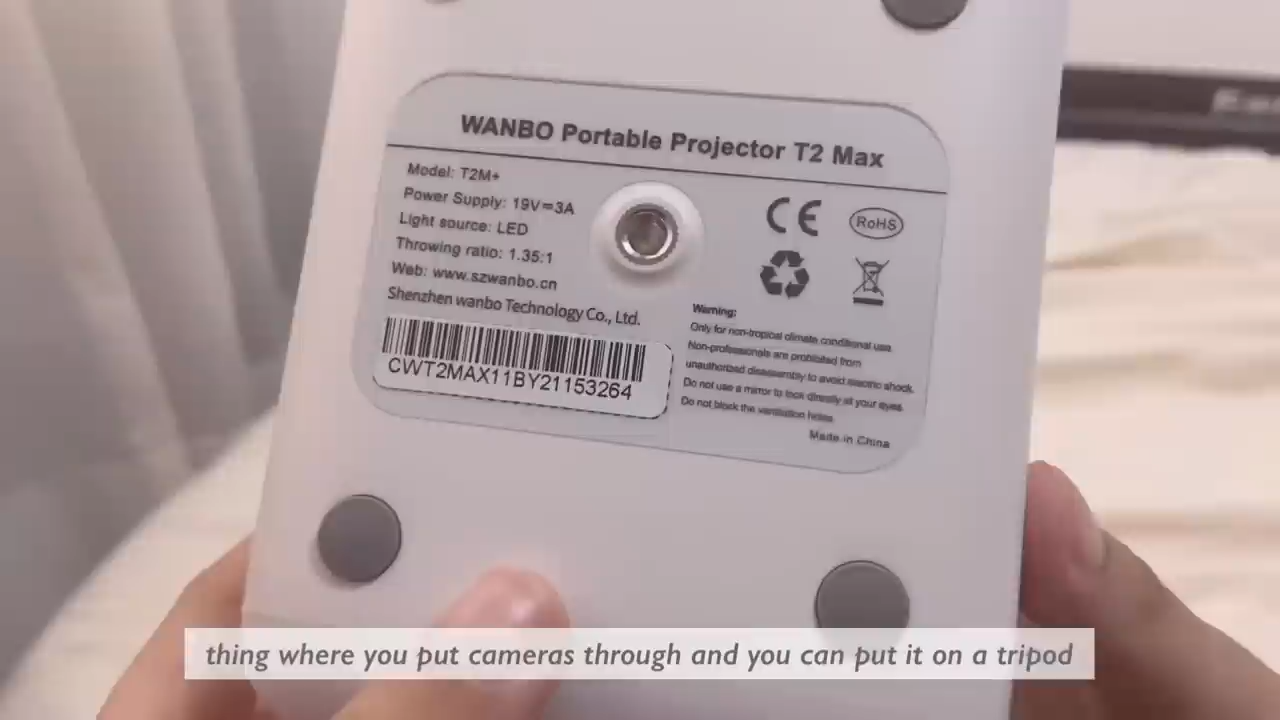 WANBO Portable Projector T2 Max
Model: T2M+
Power Supply: 19V⎓3A
Light source: LED
Throwing ratio: 1.35:1
Web: www.szwanbo.cn
Shenzhen wanbo Technology Co., Ltd.
CWT2MAX11BY21153264
CE
RoHS
Warning:
Only for non-tropical climate conditional use.
Non-professionals are prohibited from
unauthorized disassembly to avoid electric shock.
Do not use a mirror to look directly at your eyes.
Do not block the ventilation holes.
Made in China
thing where you put cameras through and you can put it on a tripod